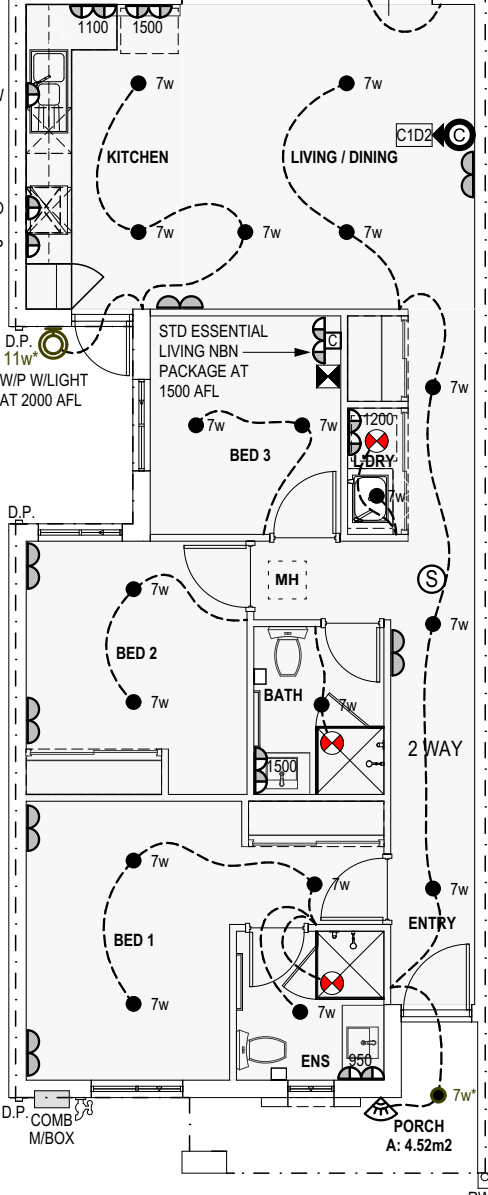 1100
1500
7w
7w
C1D2
C
KITCHEN
LIVING / DINING
7w
7w
7w
D.P.
11w*
W/P W/LIGHT
AT 2000 AFL
STD ESSENTIAL
LIVING NBN
PACKAGE AT
1500 AFL
C
7w
7w
7w
1200
BED 3
L'DRY
7w
D.P.
MH
S
7w
7w
BED 2
BATH
7w
7w
2 WAY
1500
7w
7w
7w
ENTRY
BED 1
7w
7w
ENS
950
D.P.
COMB
M/BOX
7w*
PORCH
A: 4.52m2